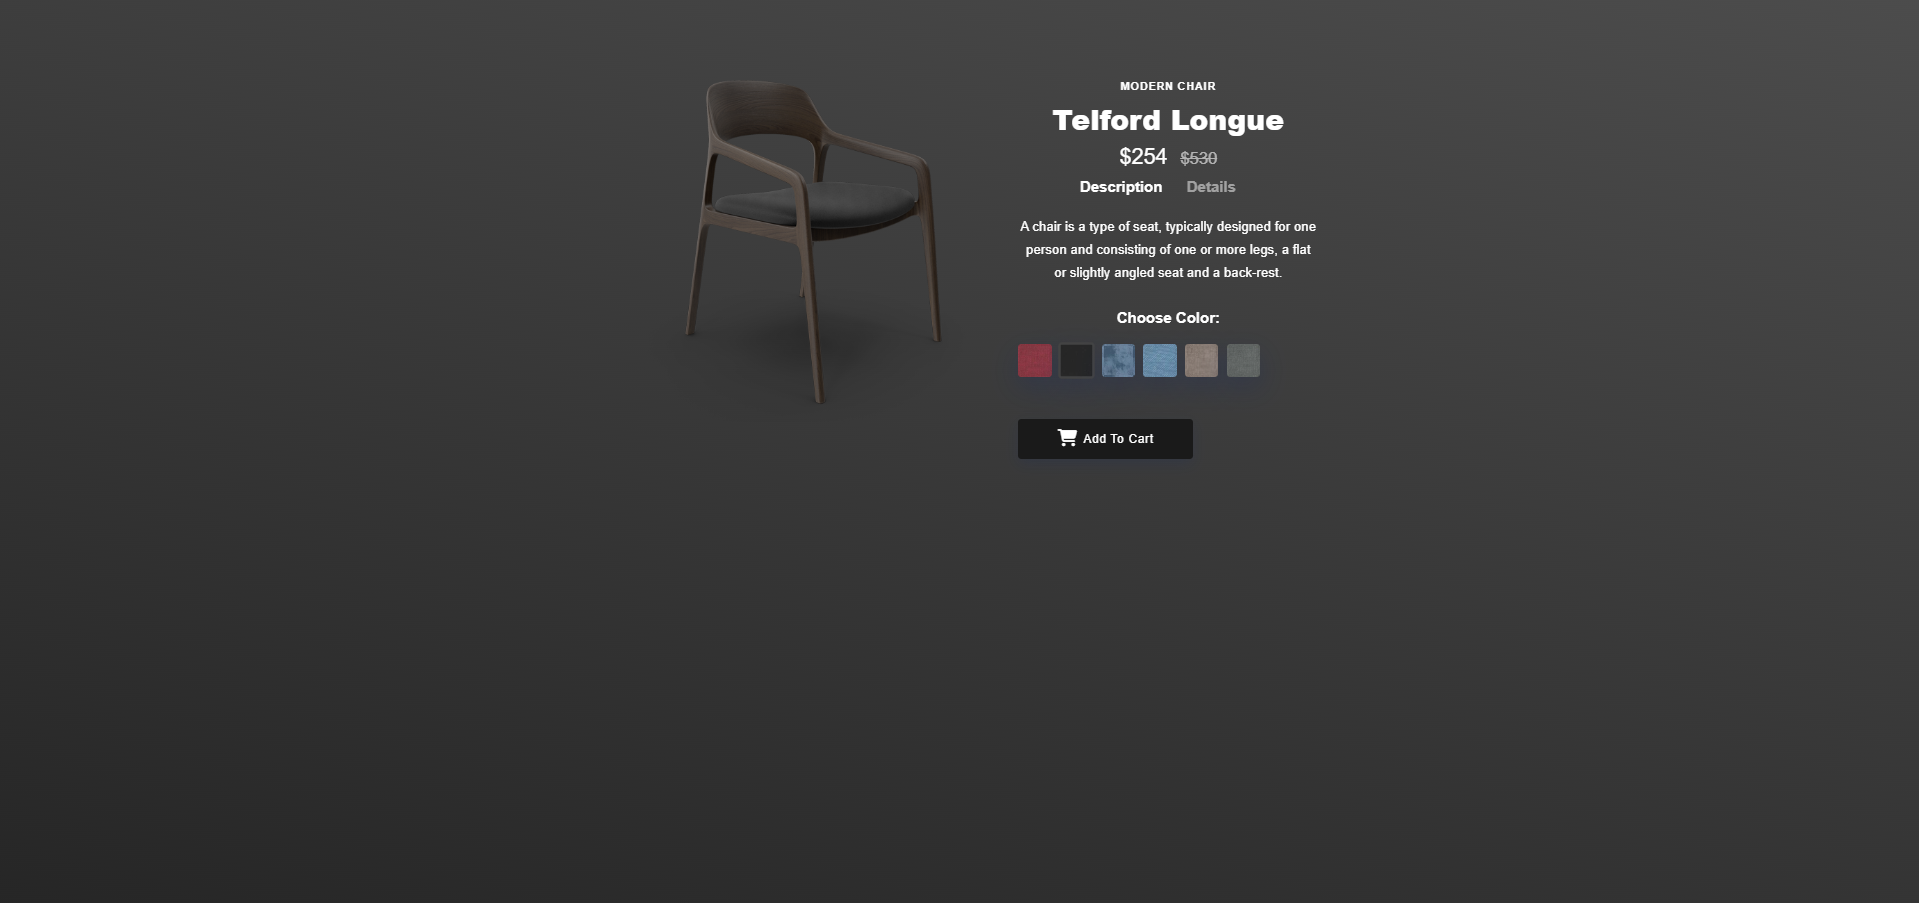 MODERN CHAIR
Telford Longue
$254 $530
Description Details
A chair is a type of seat, typically designed for one
person and consisting of one or more legs, a flat
or slightly angled seat and a back-rest.
Choose Color:
Add To Cart